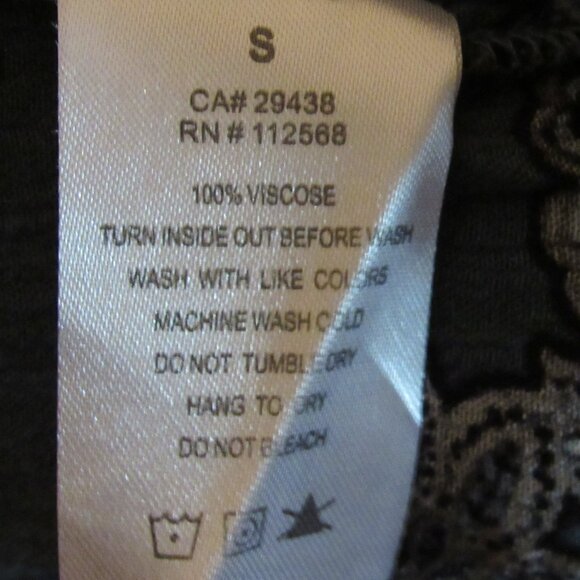 S
CA# 29438
RN # 112568
100% VISCOSE
TURN INSIDE OUT BEFORE WASH
WASH WITH LIKE COLORS
MACHINE WASH COLD
DO NOT TUMBLE DRY
HANG TO DRY
DO NOT BLEACH